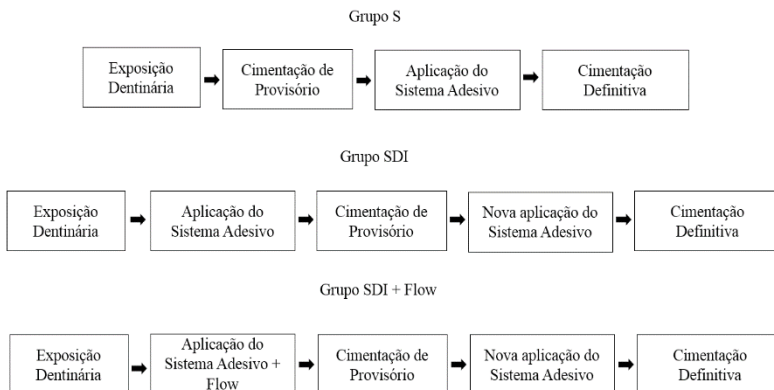 Grupo S
Exposição
Dentinária
Cimentação de
Provisório
Aplicação do
Sistema Adesivo
Cimentação
Definitiva
Grupo SDI
Exposição
Dentinária
Aplicação do
Sistema Adesivo
Cimentação de
Provisório
Nova aplicação do
Sistema Adesivo
Cimentação
Definitiva
Grupo SDI + Flow
Exposição
Dentinária
Aplicação do
Sistema Adesivo +
Flow
Cimentação de
Provisório
Nova aplicação do
Sistema Adesivo
Cimentação
Definitiva